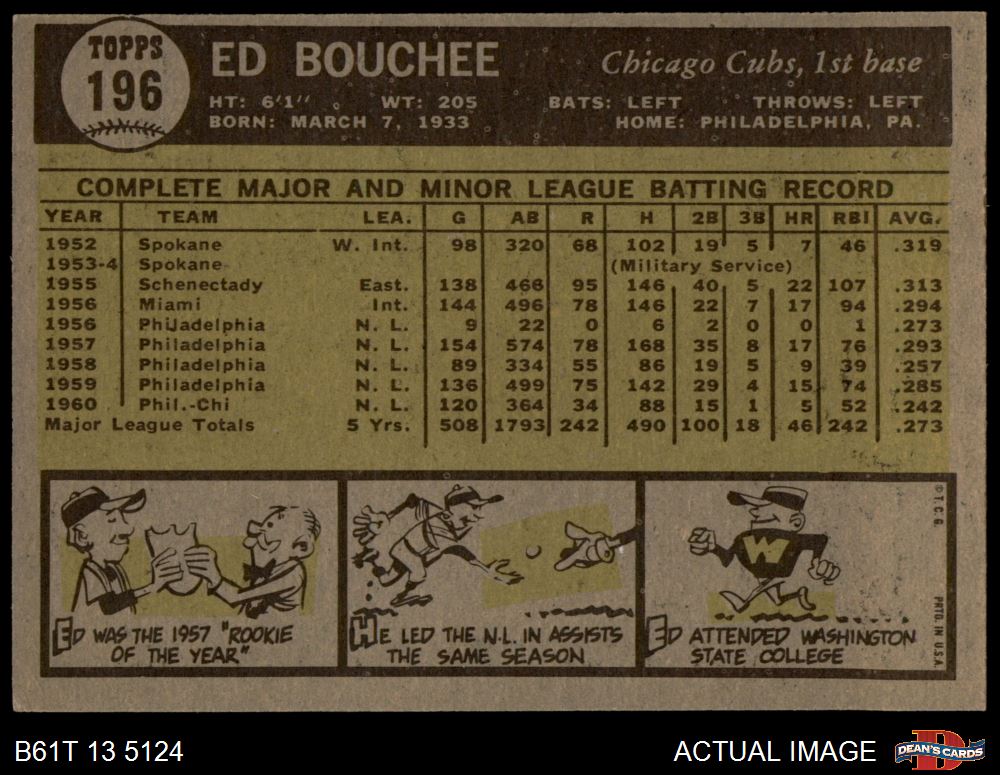 TOPPS
196
ED BOUCHEE
Chicago Cubs, 1st base
HT: 6'1" WT: 205 BATS: LEFT THROWS: LEFT
BORN: MARCH 7, 1933 HOME: PHILADELPHIA, PA.
COMPLETE MAJOR AND MINOR LEAGUE BATTING RECORD
YEAR TEAM LEA. G AB R H 2B 3B HR RBI AVG.
1952 Spokane W. Int. 98 320 68 102 19 5 7 46 .319
1953-4 Spokane (Military Service)
1955 Schenectady East. 138 466 95 146 40 5 22 107 .313
1956 Miami Int. 144 496 78 146 22 7 17 94 .294
1956 Philadelphia N. L. 9 22 0 6 2 0 0 1 .273
1957 Philadelphia N. L. 154 574 78 168 35 8 17 76 .293
1958 Philadelphia N. L. 89 334 55 86 19 5 9 39 .257
1959 Philadelphia N. L. 136 499 75 142 29 4 15 74 .285
1960 Phil.-Chi N. L. 120 364 34 88 15 1 5 52 .242
Major League Totals 5 Yrs. 508 1793 242 490 100 18 46 242 .273
ED WAS THE 1957 "ROOKIE
OF THE YEAR"
HE LED THE N.L. IN ASSISTS
THE SAME SEASON
W
ED ATTENDED WASHINGTON
STATE COLLEGE
© T. C. G. PRTD. IN U.S.A.
B61T 13 5124
ACTUAL IMAGE
D
DEAN'S CARDS